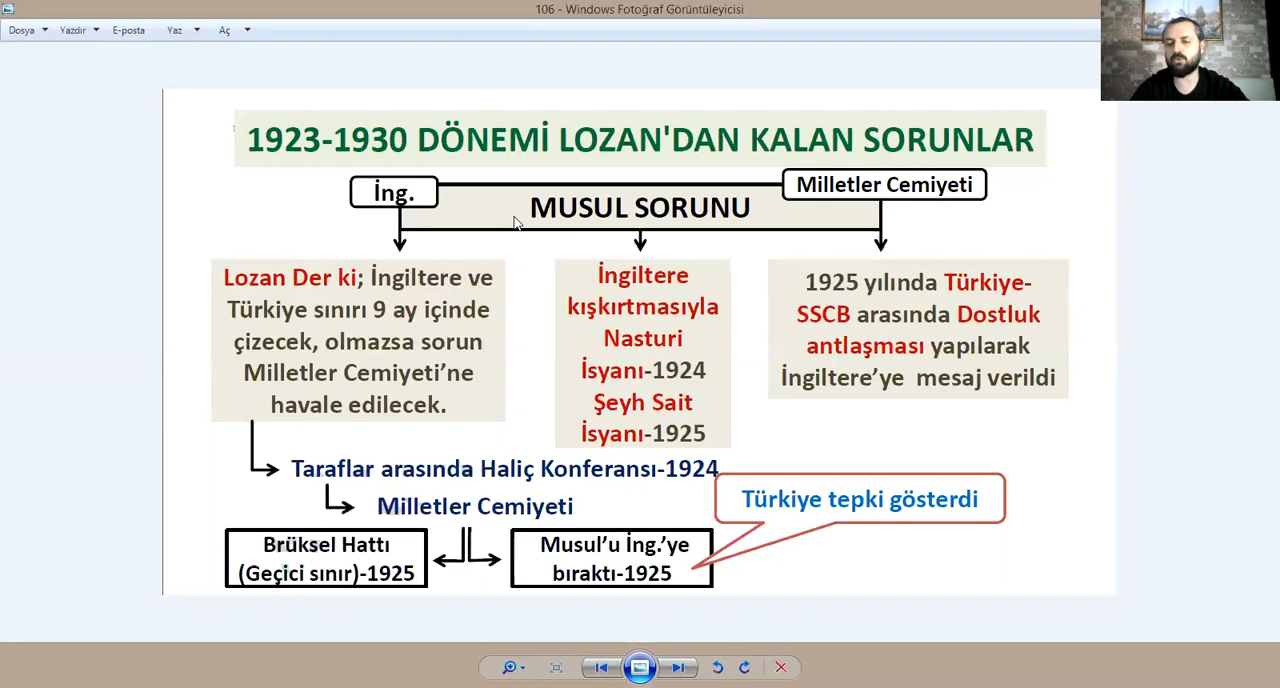 106 - Windows Fotoğraf Görüntüleyicisi
Dosya Yazdır E-posta Yaz Aç
1923-1930 DÖNEMİ LOZAN'DAN KALAN SORUNLAR
İng.
Milletler Cemiyeti
MUSUL SORUNU
Lozan Der ki; İngiltere ve
Türkiye sınırı 9 ay içinde
çizecek, olmazsa sorun
Milletler Cemiyeti’ne
havale edilecek.
İngiltere
kışkırtmasıyla
Nasturi
İsyanı-1924
Şeyh Sait
İsyanı-1925
1925 yılında Türkiye-
SSCB arasında Dostluk
antlaşması yapılarak
İngiltere’ye mesaj verildi
Taraflar arasında Haliç Konferansı-1924
Milletler Cemiyeti
Türkiye tepki gösterdi
Brüksel Hattı
(Geçici sınır)-1925
Musul’u İng.’ye
bıraktı-1925